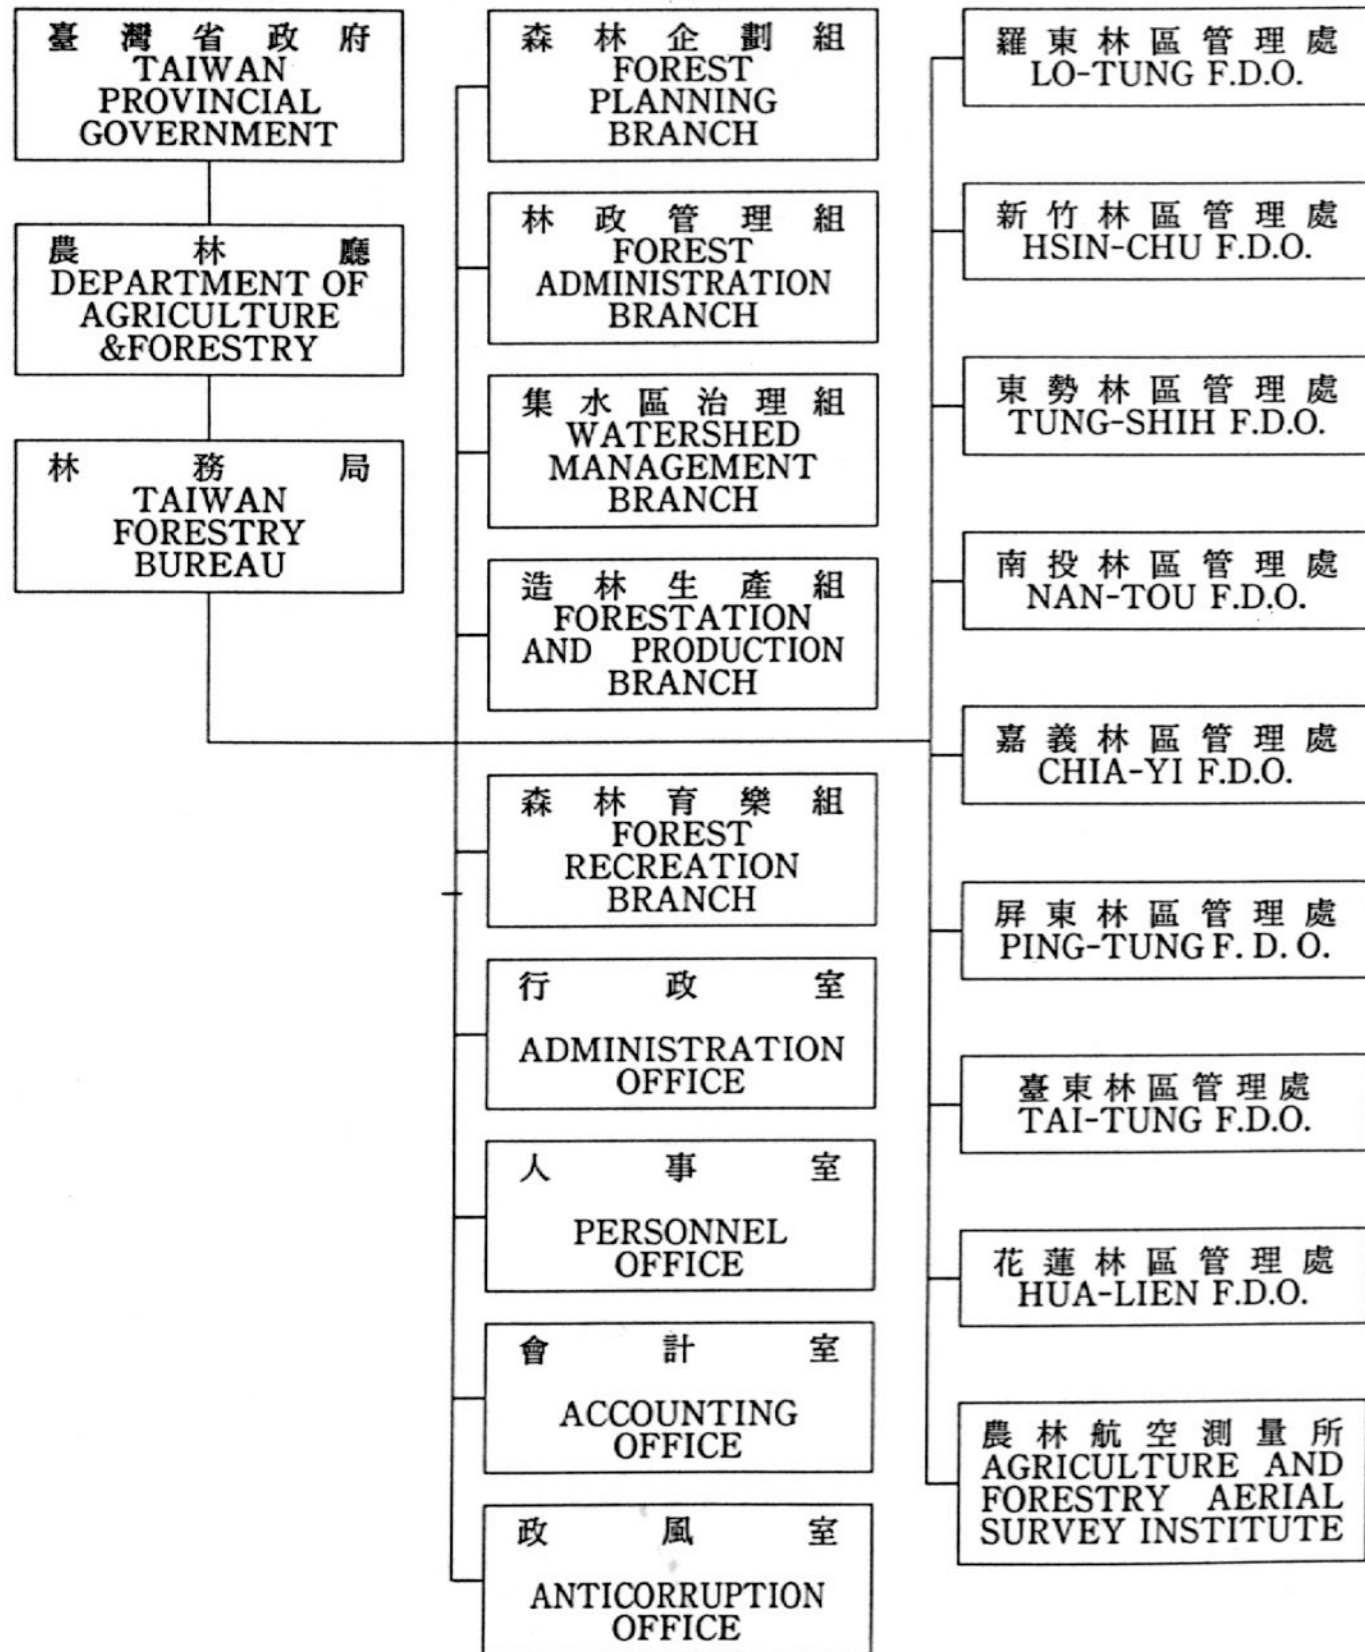 臺灣省政府
TAIWAN
PROVINCIAL
GOVERNMENT
農林廳
DEPARTMENT OF
AGRICULTURE
&FORESTRY
林務局
TAIWAN
FORESTRY
BUREAU
森林企劃組
FOREST
PLANNING
BRANCH
林政管理組
FOREST
ADMINISTRATION
BRANCH
集水區治理組
WATERSHED
MANAGEMENT
BRANCH
造林生產組
FORESTATION
AND PRODUCTION
BRANCH
森林育樂組
FOREST
RECREATION
BRANCH
行政室
ADMINISTRATION
OFFICE
人事室
PERSONNEL
OFFICE
會計室
ACCOUNTING
OFFICE
政風室
ANTICORRUPTION
OFFICE
羅東林區管理處
LO-TUNG F.D.O.
新竹林區管理處
HSIN-CHU F.D.O.
東勢林區管理處
TUNG-SHIH F.D.O.
南投林區管理處
NAN-TOU F.D.O.
嘉義林區管理處
CHIA-YI F.D.O.
屏東林區管理處
PING-TUNG F. D. O.
臺東林區管理處
TAI-TUNG F.D.O.
花蓮林區管理處
HUA-LIEN F.D.O.
農林航空測量所
AGRICULTURE AND
FORESTRY AERIAL
SURVEY INSTITUTE